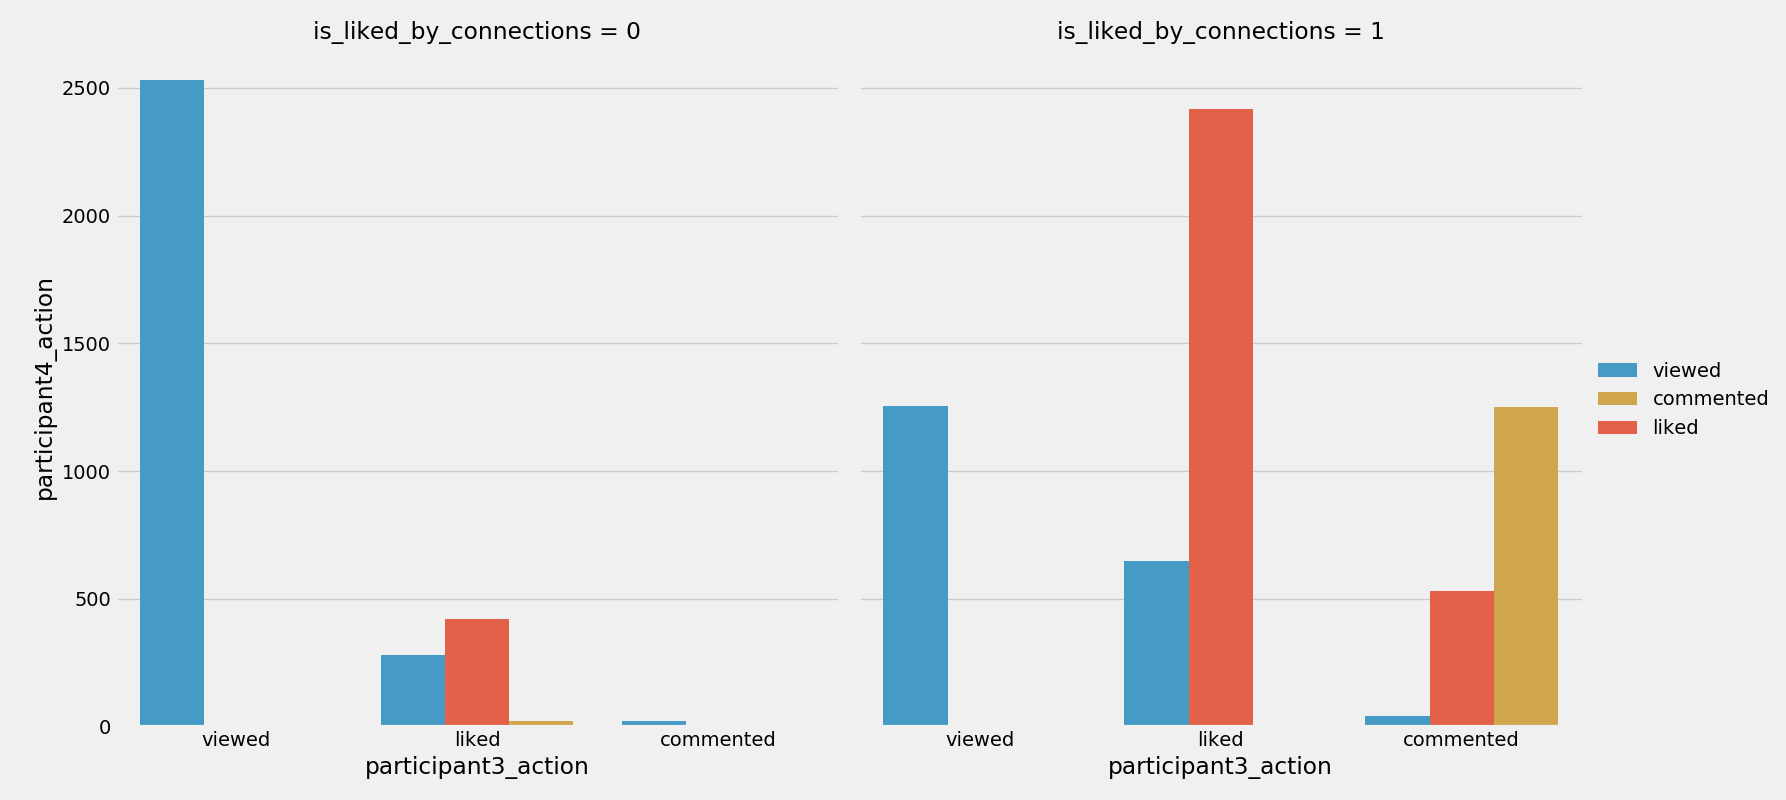 is_liked_by_connections = 0
is_liked_by_connections = 1
participant4_action
2500
2000
1500
1000
500
0
viewed
liked
commented
viewed
liked
commented
participant3_action
participant3_action
viewed
commented
liked